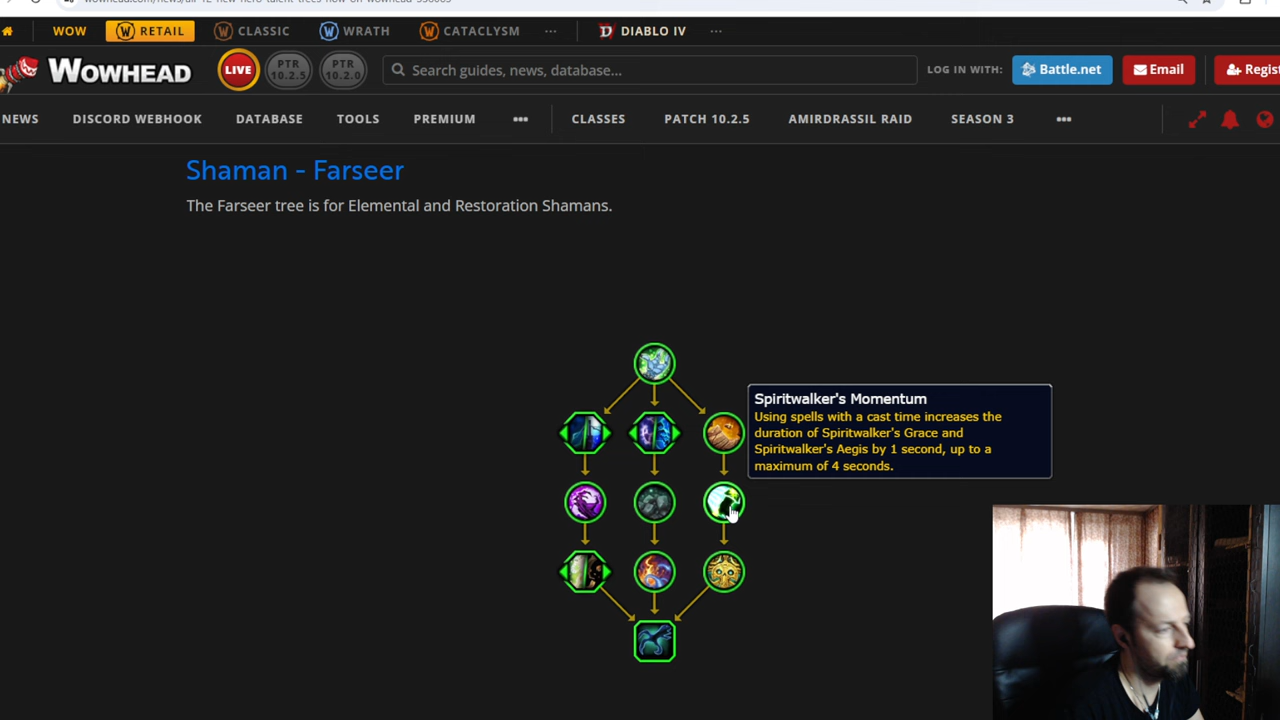 WOW
RETAIL
CLASSIC
WRATH
CATACLYSM
DIABLO IV
WOWHEAD
LIVE
PTR
10.2.5
PTR
10.2.0
Search guides, news, database...
LOG IN WITH:
Battle.net
Email
Regist
NEWS
DISCORD WEBHOOK
DATABASE
TOOLS
PREMIUM
CLASSES
PATCH 10.2.5
AMIRDRASSIL RAID
SEASON 3
Shaman - Farseer
The Farseer tree is for Elemental and Restoration Shamans.
Spiritwalker's Momentum
Using spells with a cast time increases the
duration of Spiritwalker's Grace and
Spiritwalker's Aegis by 1 second, up to a
maximum of 4 seconds.